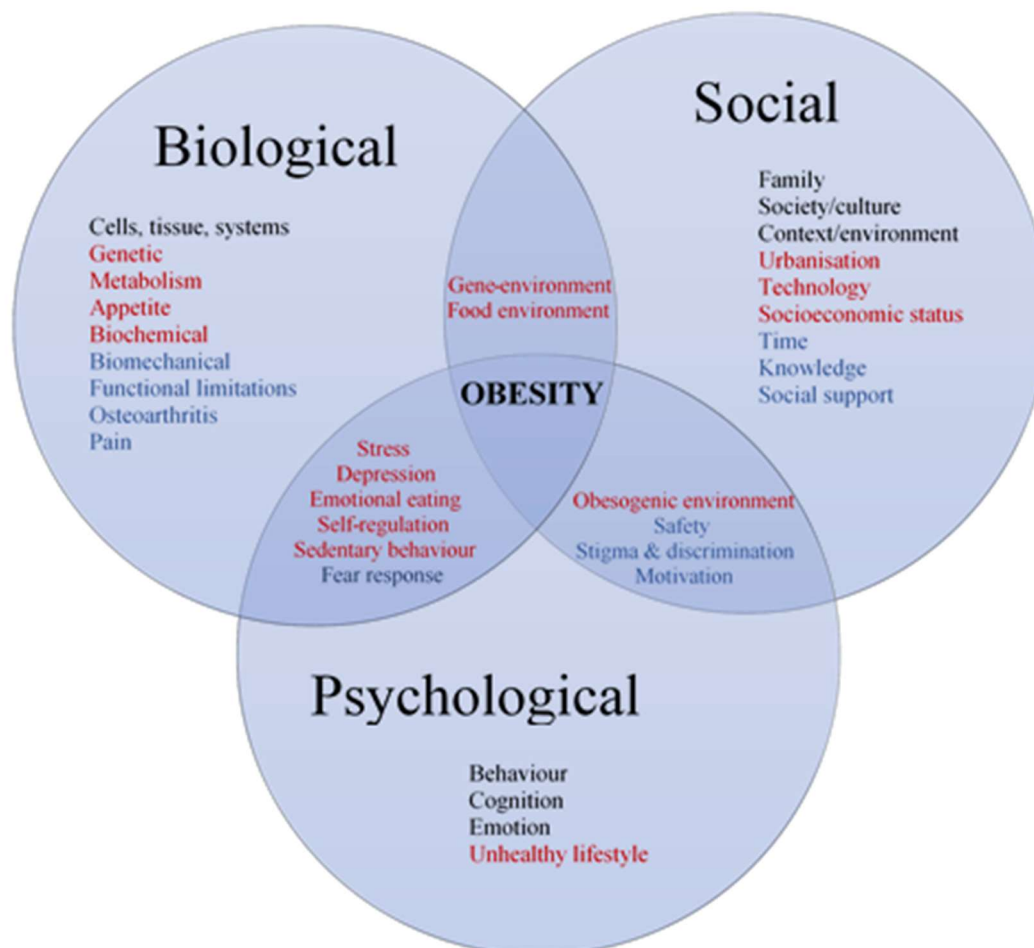 Biological
Cells, tissue, systems
Genetic
Metabolism
Appetite
Biochemical
Biomechanical
Functional limitations
Osteoarthritis
Pain
Social
Family
Society/culture
Context/environment
Urbanisation
Technology
Socioeconomic status
Time
Knowledge
Social support
Gene-environment
Food environment
OBESITY
Stress
Depression
Emotional eating
Self-regulation
Sedentary behaviour
Fear response
Obesogenic environment
Safety
Stigma & discrimination
Motivation
Psychological
Behaviour
Cognition
Emotion
Unhealthy lifestyle